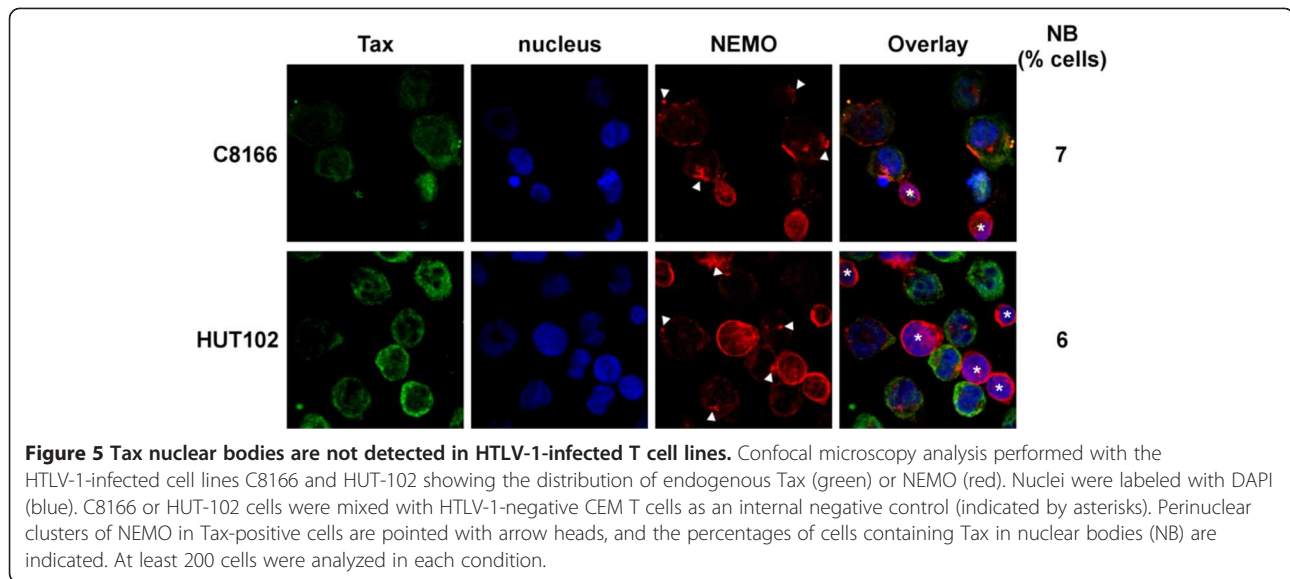 Tax nucleus NEMO Overlay NB
(% cells)
C8166 7
* *
HUT102 6
* * * * *
Figure 5 Tax nuclear bodies are not detected in HTLV-1-infected T cell lines. Confocal microscopy analysis performed with the
HTLV-1-infected cell lines C8166 and HUT-102 showing the distribution of endogenous Tax (green) or NEMO (red). Nuclei were labeled with DAPI
(blue). C8166 or HUT-102 cells were mixed with HTLV-1-negative CEM T cells as an internal negative control (indicated by asterisks). Perinuclear
clusters of NEMO in Tax-positive cells are pointed with arrow heads, and the percentages of cells containing Tax in nuclear bodies (NB) are
indicated. At least 200 cells were analyzed in each condition.